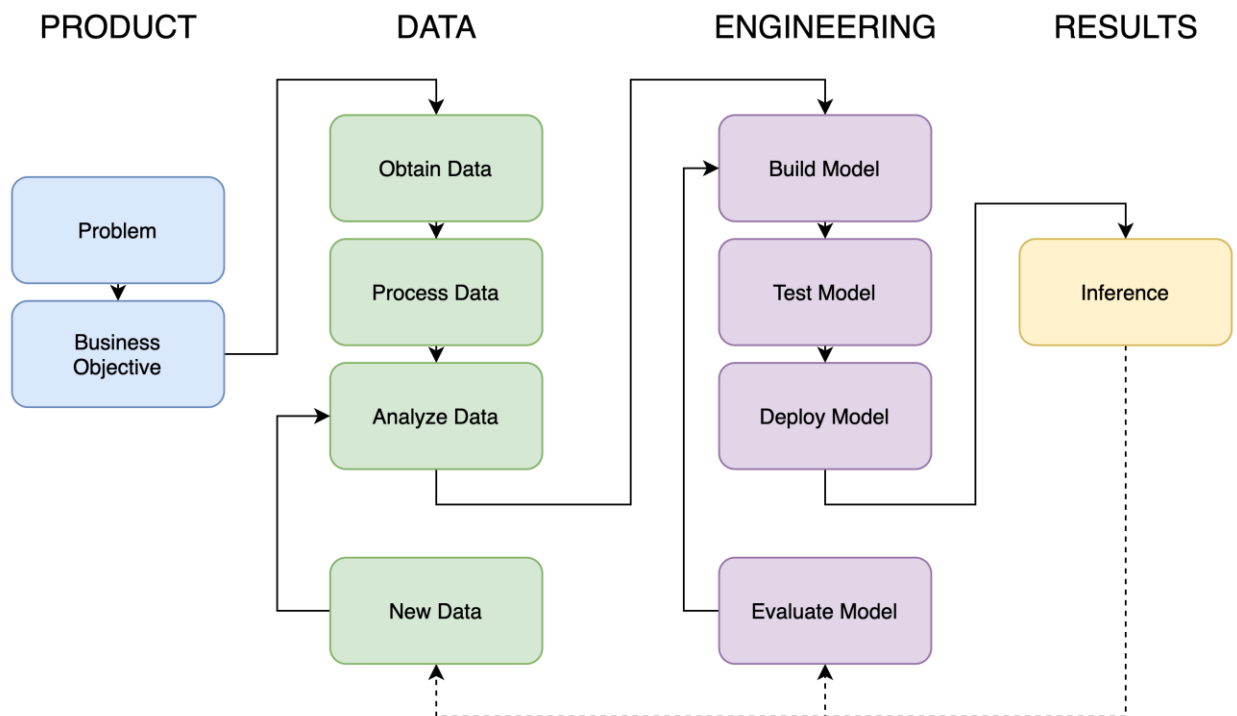 PRODUCT
DATA
ENGINEERING
RESULTS
Problem
Business
Objective
Obtain Data
Process Data
Analyze Data
New Data
Build Model
Test Model
Deploy Model
Evaluate Model
Inference